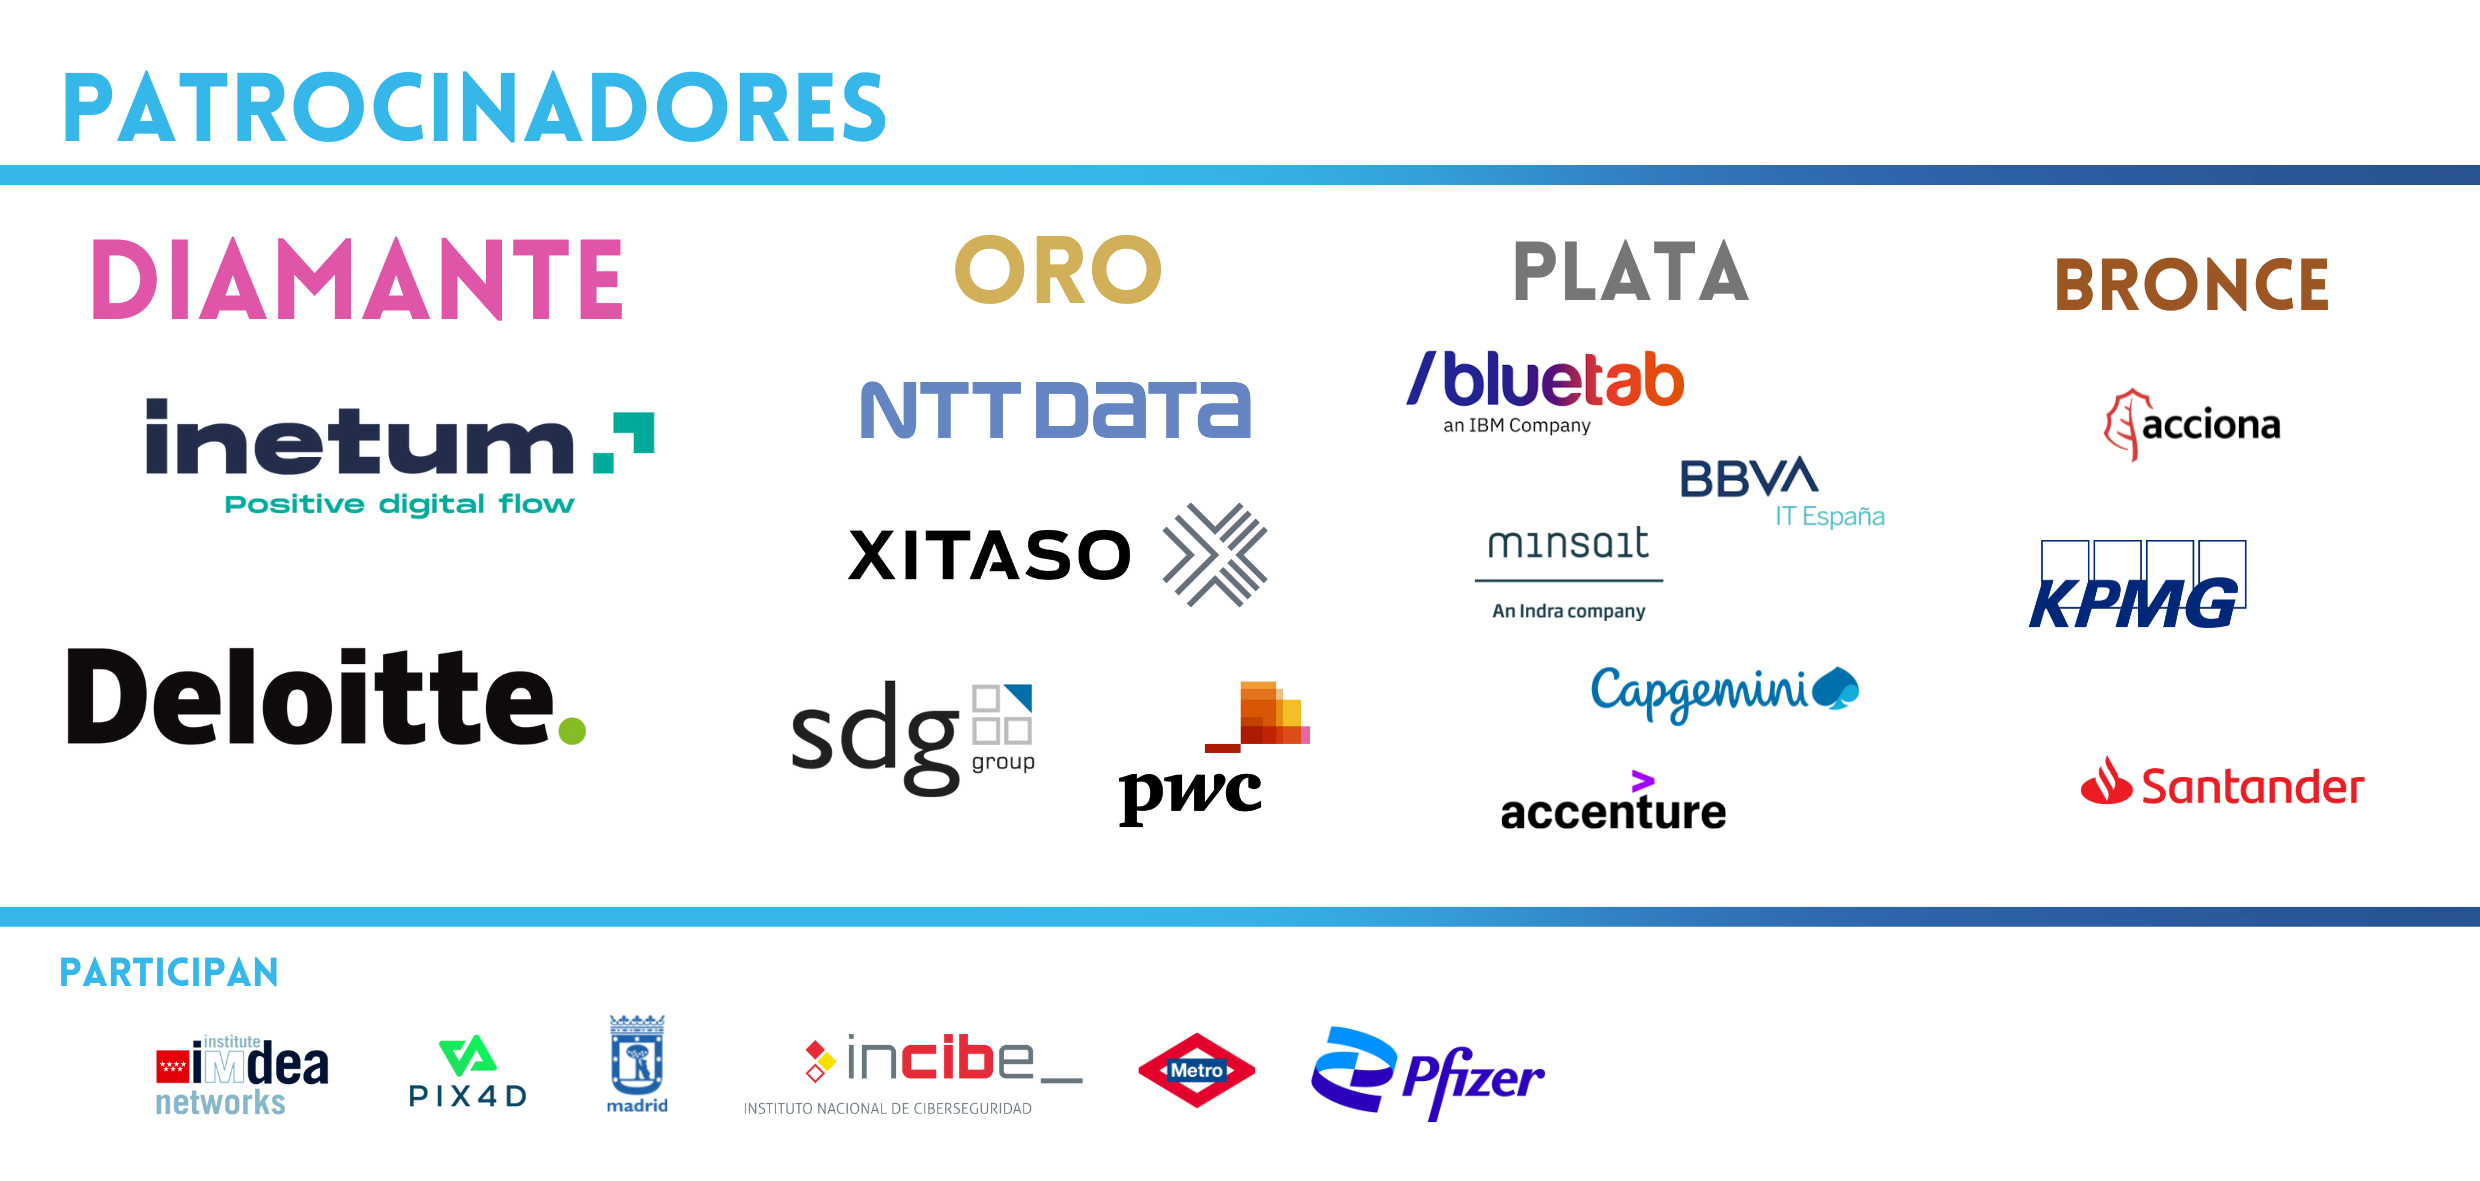 PATROCINADORES
DIAMANTE
inetum
Positive digital flow
Deloitte.
ORO
NTT DATA
XITASO
sdg
group
pwc
PLATA
/bluetab
an IBM Company
BBVA
IT España
minsait
An Indra company
Capgemini
>
accenture
BRONCE
acciona
KPMG
Santander
PARTICIPAN
institute
iMdea
networks
PIX4D
madrid
incibe_
INSTITUTO NACIONAL DE CIBERSEGURIDAD
Metro
Pfizer